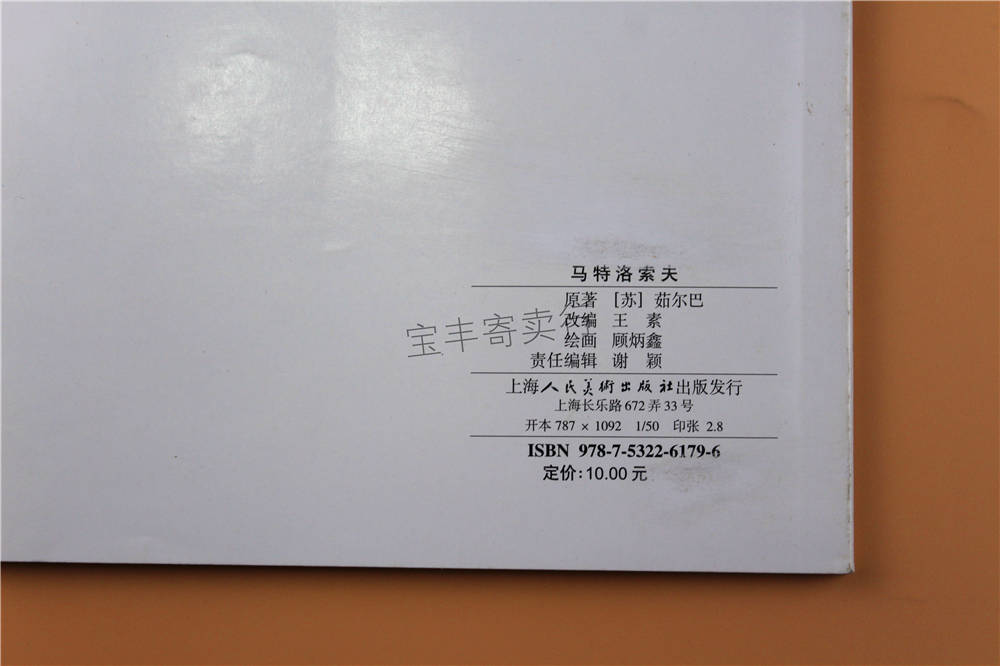 马特洛索夫
原著 [苏] 茹尔巴
改编 王 素
绘画 顾炳鑫
责任编辑 谢 颖
上海人民美術出版社出版发行
上海长乐路672弄33号
开本 787 × 1092 1/50 印张 2.8
ISBN 978-7-5322-6179-6
定价:10.00 元
宝丰寄卖